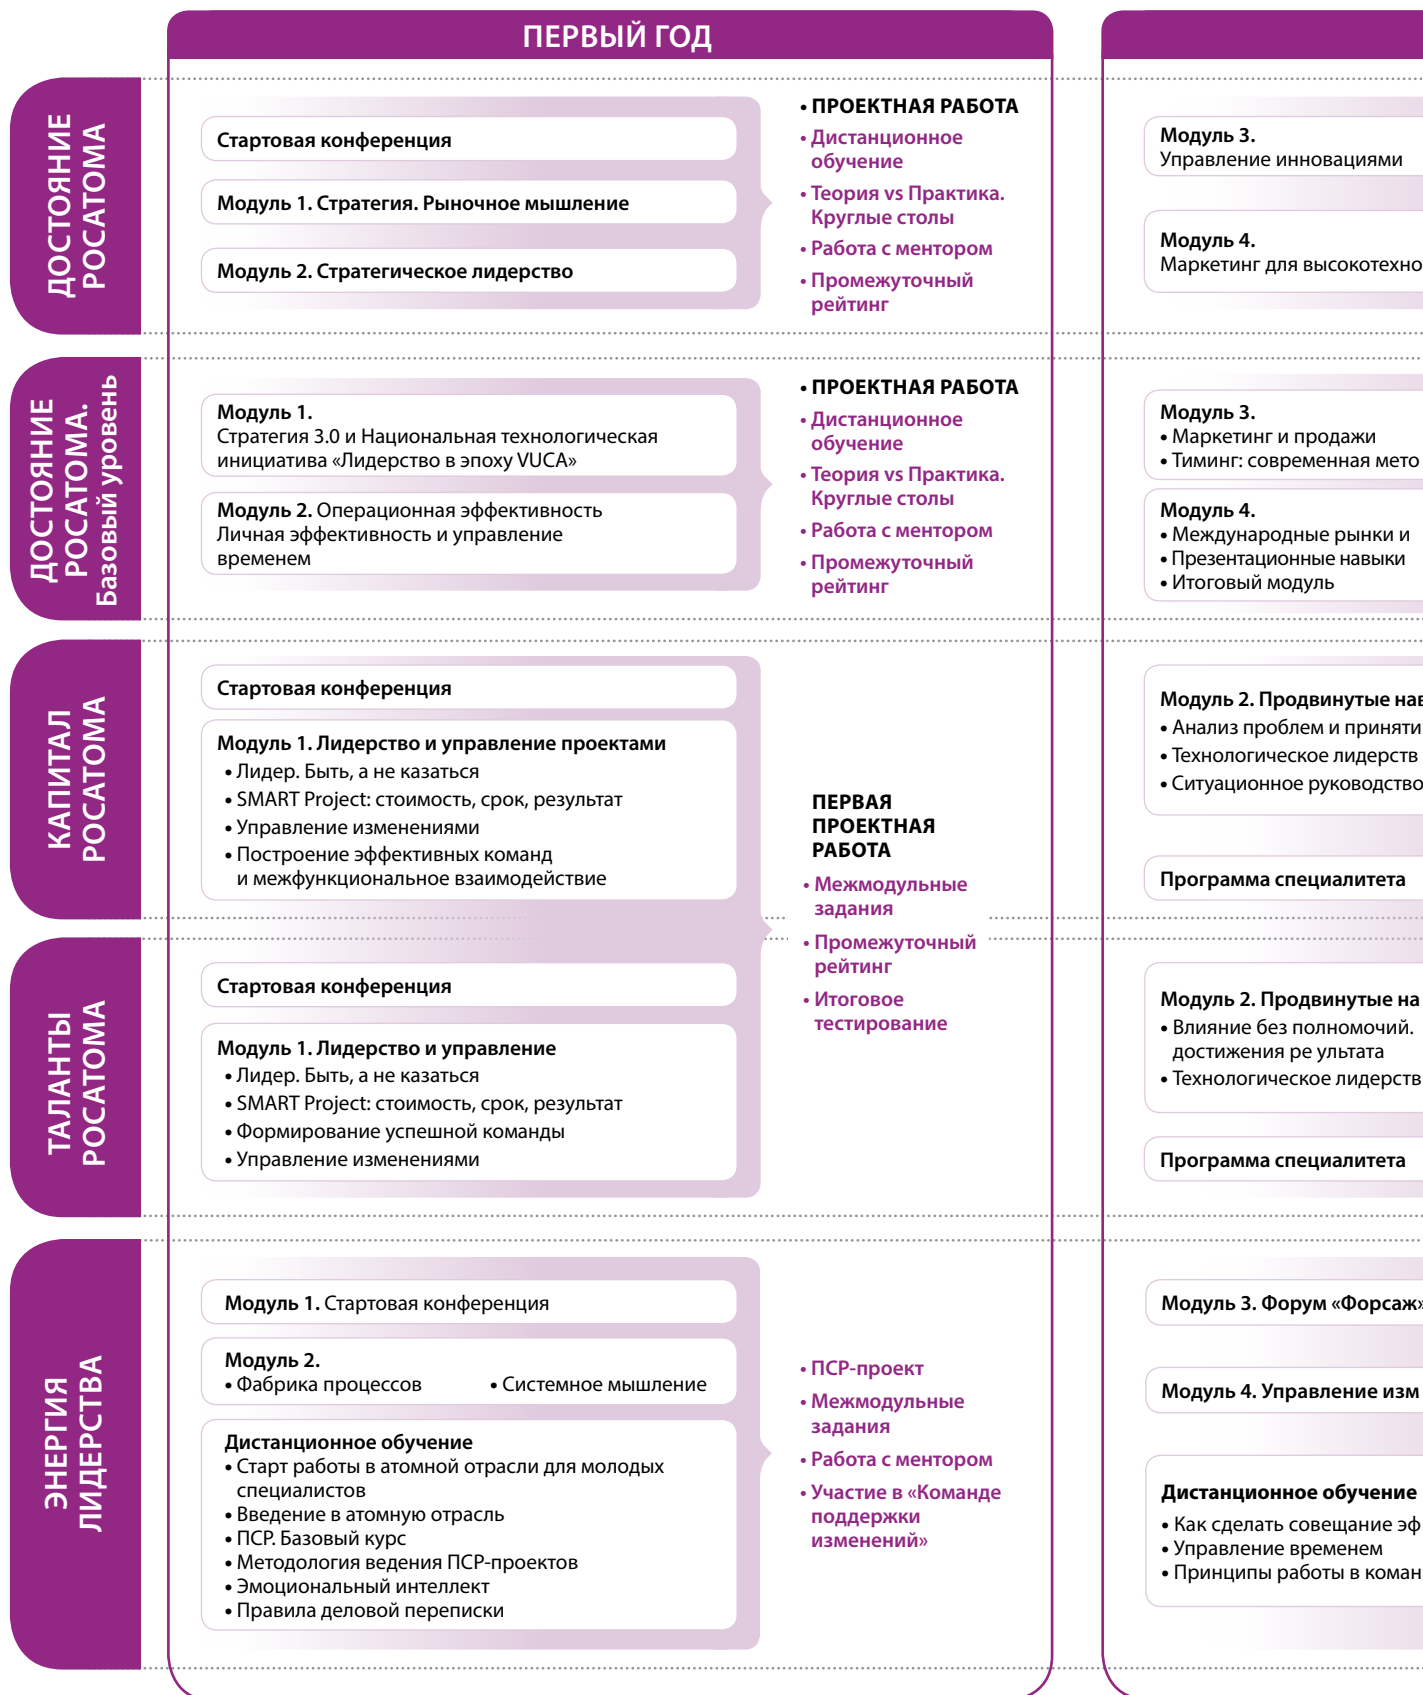 ПЕРВЫЙ ГОД
ДОСТОЯНИЕ
РОСАТОМА
Стартовая конференция
Модуль 1. Стратегия. Рыночное мышление
Модуль 2. Стратегическое лидерство
• ПРОЕКТНАЯ РАБОТА
• Дистанционное
обучение
• Теория vs Практика.
Круглые столы
• Работа с ментором
• Промежуточный
рейтинг
Модуль 3.
Управление инновациями
Модуль 4.
Маркетинг для высокотехно
ДОСТОЯНИЕ
РОСАТОМА.
Базовый уровень
Модуль 1.
Стратегия 3.0 и Национальная технологическая
инициатива «Лидерство в эпоху VUCA»
Модуль 2. Операционная эффективность
Личная эффективность и управление
временем
• ПРОЕКТНАЯ РАБОТА
• Дистанционное
обучение
• Теория vs Практика.
Круглые столы
• Работа с ментором
• Промежуточный
рейтинг
Модуль 3.
• Маркетинг и продажи
• Тиминг: современная мето
Модуль 4.
• Международные рынки и
• Презентационные навыки
• Итоговый модуль
КАПИТАЛ
РОСАТОМА
Стартовая конференция
Модуль 1. Лидерство и управление проектами
• Лидер. Быть, а не казаться
• SMART Project: стоимость, срок, результат
• Управление изменениями
• Построение эффективных команд
и межфункциональное взаимодействие
ПЕРВАЯ
ПРОЕКТНАЯ
РАБОТА
• Межмодульные
задания
• Промежуточный
рейтинг
• Итоговое
тестирование
Модуль 2. Продвинутые нав
• Анализ проблем и приняти
• Технологическое лидерств
• Ситуационное руководство
Программа специалитета
ТАЛАНТЫ
РОСАТОМА
Стартовая конференция
Модуль 1. Лидерство и управление
• Лидер. Быть, а не казаться
• SMART Project: стоимость, срок, результат
• Формирование успешной команды
• Управление изменениями
Модуль 2. Продвинутые на
• Влияние без полномочий.
достижения ре ультата
• Технологическое лидерств
Программа специалитета
ЭНЕРГИЯ
ЛИДЕРСТВА
Модуль 1. Стартовая конференция
Модуль 2.
• Фабрика процессов • Системное мышление
Дистанционное обучение
• Старт работы в атомной отрасли для молодых
специалистов
• Введение в атомную отрасль
• ПСР. Базовый курс
• Методология ведения ПСР-проектов
• Эмоциональный интеллект
• Правила деловой переписки
• ПСР-проект
• Межмодульные
задания
• Работа с ментором
• Участие в «Команде
поддержки
изменений»
Модуль 3. Форум «Форсаж»
Модуль 4. Управление изм
Дистанционное обучение
• Как сделать совещание эф
• Управление временем
• Принципы работы в коман